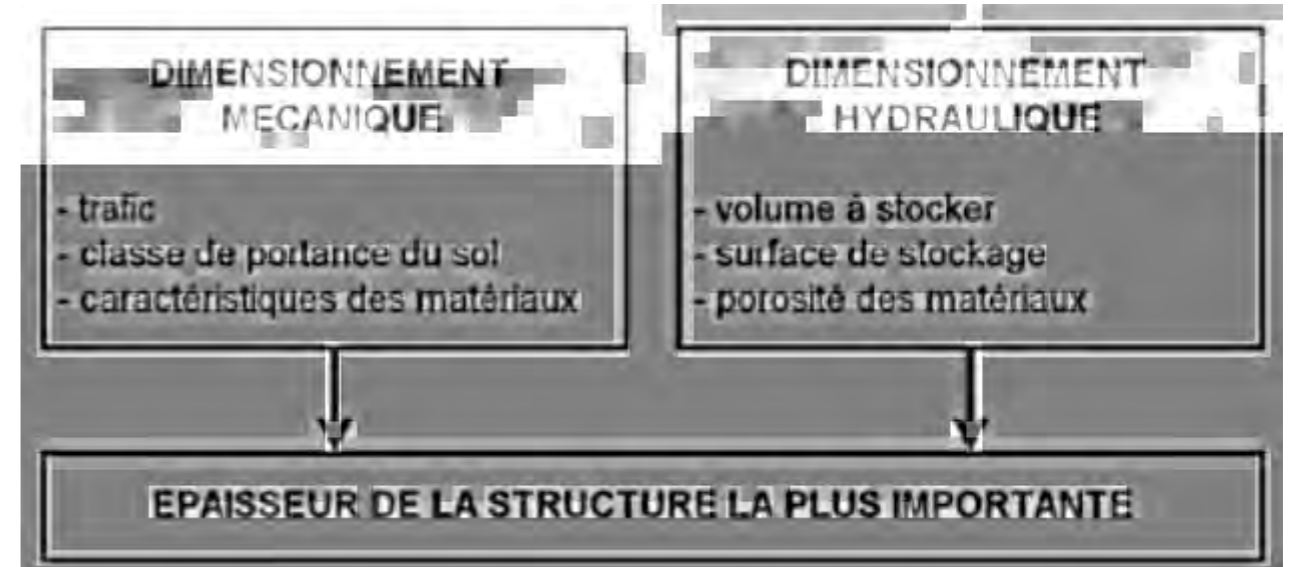 DIMENSIONNEMENT
MECANIQUE
- trafic
- classe de portance du sol
- caractéristiques des matériaux
DIMENSIONNEMENT
HYDRAULIQUE
- volume à stocker
- surface de stockage
- porosité des matériaux
EPAISSEUR DE LA STRUCTURE LA PLUS IMPORTANTE